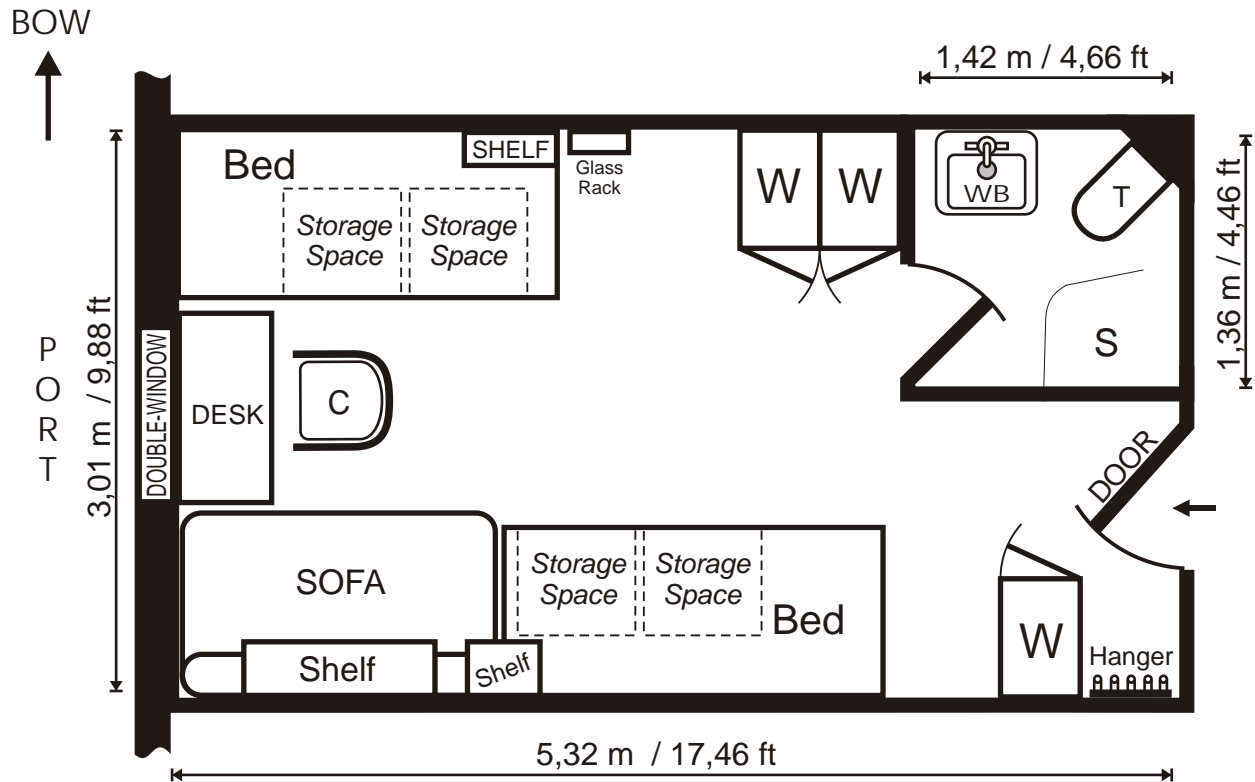 BOW
1,42 m / 4,66 ft
Bed
SHELF
Glass
Rack
W
W
WB
T
Storage
Space
Storage
Space
1,36 m / 4,46 ft
S
PORT
3,01 m / 9,88 ft
DOUBLE-WINDOW
DESK
C
DOOR
SOFA
Storage
Space
Storage
Space
Bed
Shelf
Shelf
W
Hanger
5,32 m / 17,46 ft